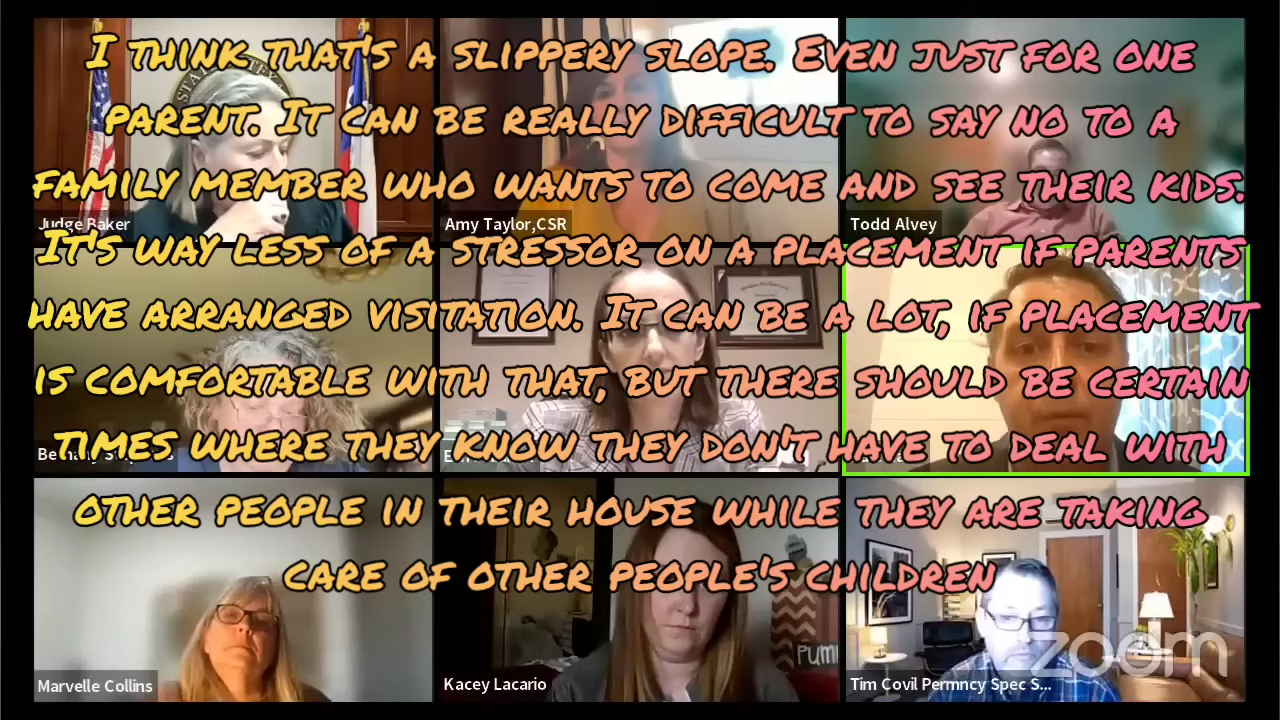 I THINK THAT'S A SLIPPERY SLOPE. EVEN JUST FOR ONE
PARENT. IT CAN BE REALLY DIFFICULT TO SAY NO TO A
FAMILY MEMBER WHO WANTS TO COME AND SEE THEIR KIDS.
IT'S WAY LESS OF A STRESSOR ON A PLACEMENT IF PARENTS
HAVE ARRANGED VISITATION. IT CAN BE A LOT, IF PLACEMENT
IS COMFORTABLE WITH THAT, BUT THERE SHOULD BE CERTAIN
TIMES WHERE THEY KNOW THEY DON'T HAVE TO DEAL WITH
OTHER PEOPLE IN THEIR HOUSE WHILE THEY ARE TAKING
CARE OF OTHER PEOPLE'S CHILDREN
Judge Baker
Amy Taylor,CSR
Todd Alvey
Marvelle Collins
Kacey Lacario
Tim Covil Permncy Spec S...
PUM
zoom